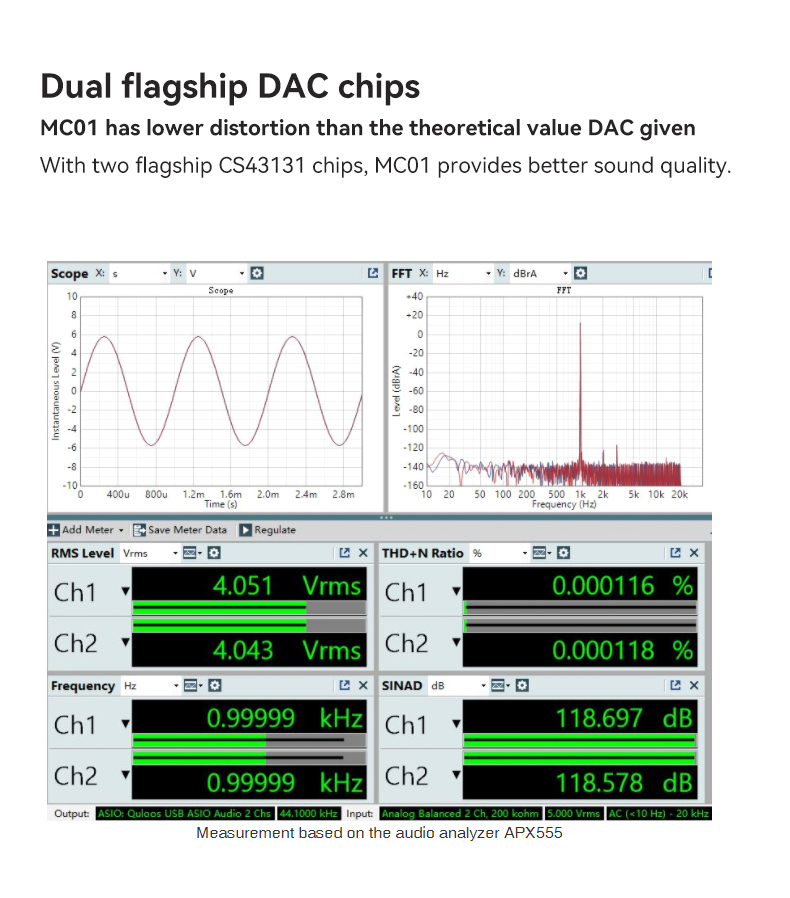 Dual flagship DAC chips
MC01 has lower distortion than the theoretical value DAC given
With two flagship CS43131 chips, MC01 provides better sound quality.
Scope X: s Y: V
Scope
Instantaneous Level (V)
10
8
6
4
2
0
-2
-4
-6
-8
-10
0 400u 800u 1.2m 1.6m 2.0m 2.4m 2.8m
Time (s)
FFT X: Hz Y: dBrA
FFT
Level (dBrA)
+40
+20
0
-20
-40
-60
-80
-100
-120
-140
-160
10 20 50 100 200 500 1k 2k 5k 10k 20k
Frequency (Hz)
Add Meter Save Meter Data Regulate
RMS Level Vrms
Ch1 4.051 Vrms
Ch2 4.043 Vrms
THD+N Ratio %
Ch1 0.000116 %
Ch2 0.000118 %
Frequency Hz
Ch1 0.99999 kHz
Ch2 0.99999 kHz
SINAD dB
Ch1 118.697 dB
Ch2 118.578 dB
Output: ASIO: Quloos USB ASIO Audio 2 Chs 44.1000 kHz Input: Analog Balanced 2 Ch, 200 kohm 5.000 Vrms AC (<10 Hz) - 20 kHz
Measurement based on the audio analyzer APX555